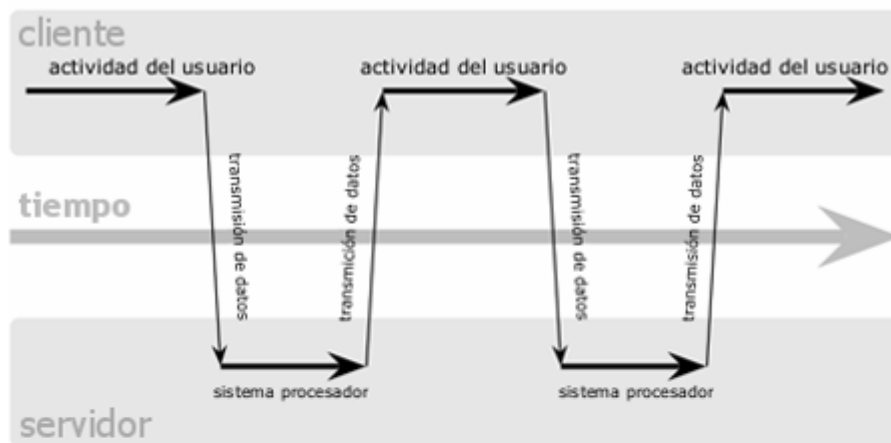 cliente
actividad del usuario
actividad del usuario
actividad del usuario
transmisión de datos
transmición de datos
transmisión de datos
transmisión de datos
tiempo
sistema procesador
sistema procesador
servidor